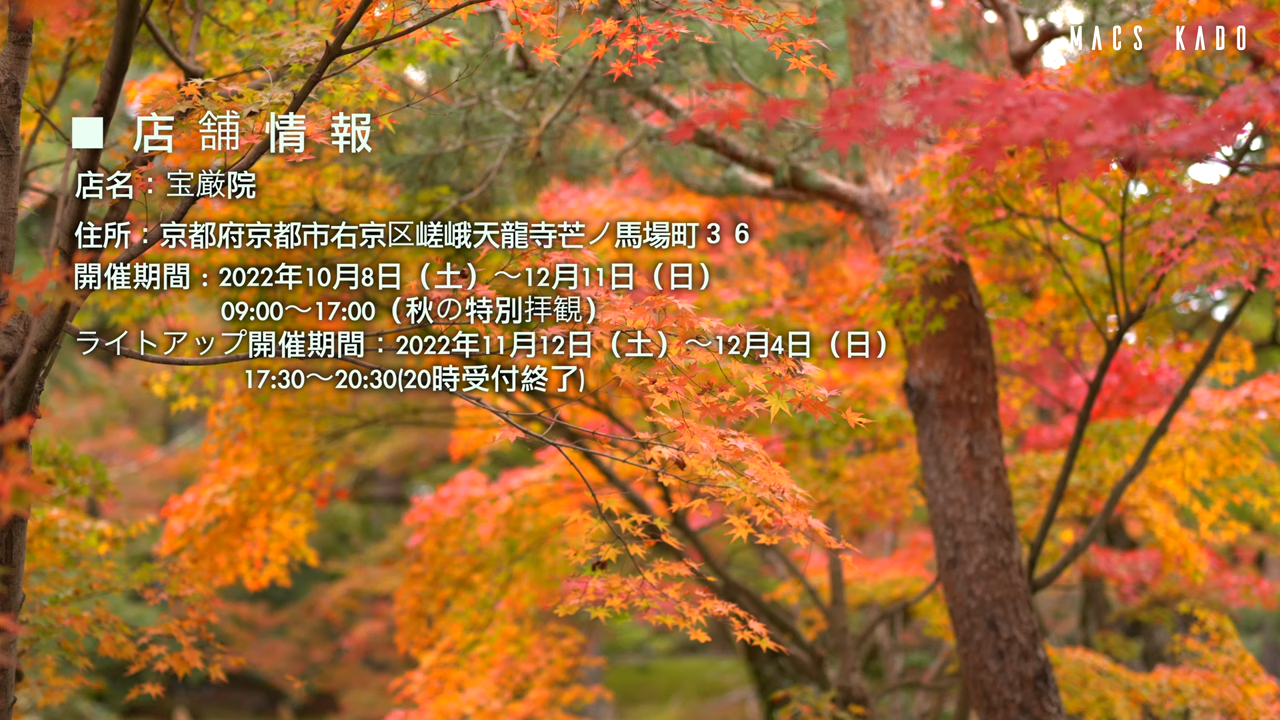 MACS KADO
■ 店舗情報
店名：宝厳院
住所：京都府京都市右京区嵯峨天龍寺芒ノ馬場町３６
開催期間：2022年10月8日（土）～12月11日（日）
09:00～17:00（秋の特別拝観）
ライトアップ開催期間：2022年11月12日（土）～12月4日（日）
17:30～20:30(20時受付終了)